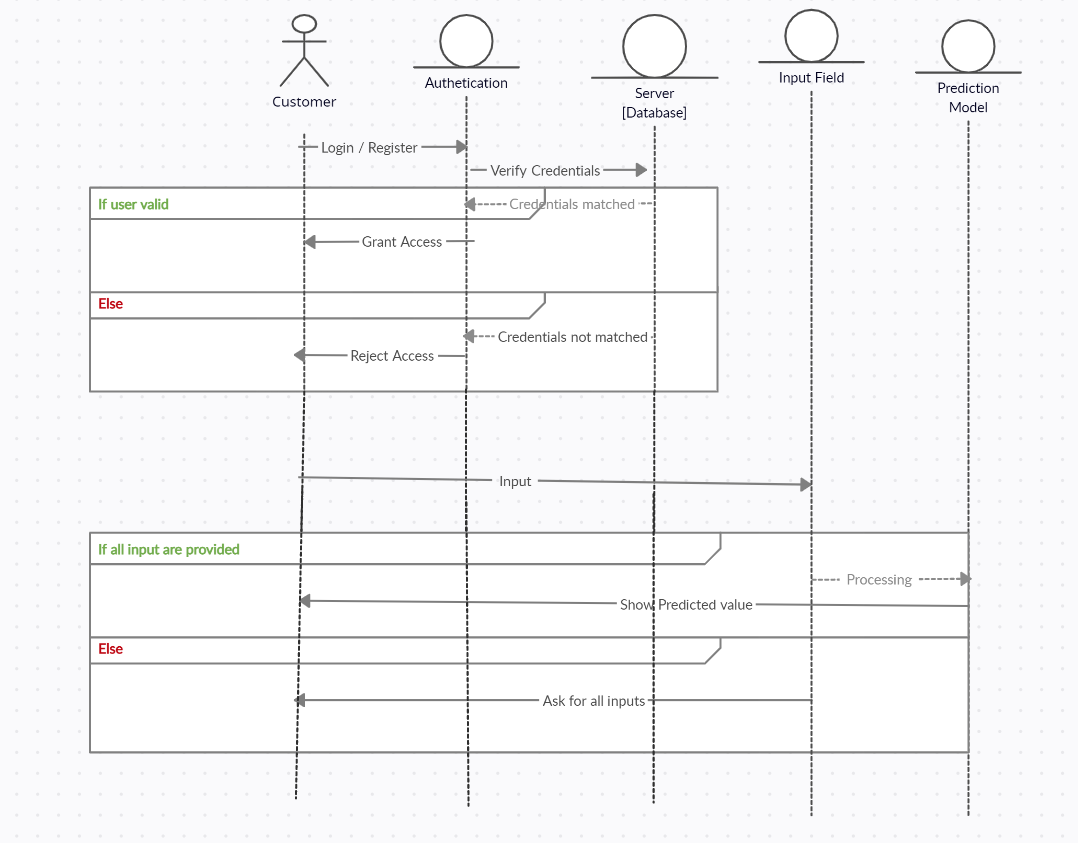 Customer
Authetication
Server
[Database]
Input Field
Prediction
Model
Login / Register
Verify Credentials
If user valid
Credentials matched
Grant Access
Else
Credentials not matched
Reject Access
Input
If all input are provided
Processing
Show Predicted value
Else
Ask for all inputs